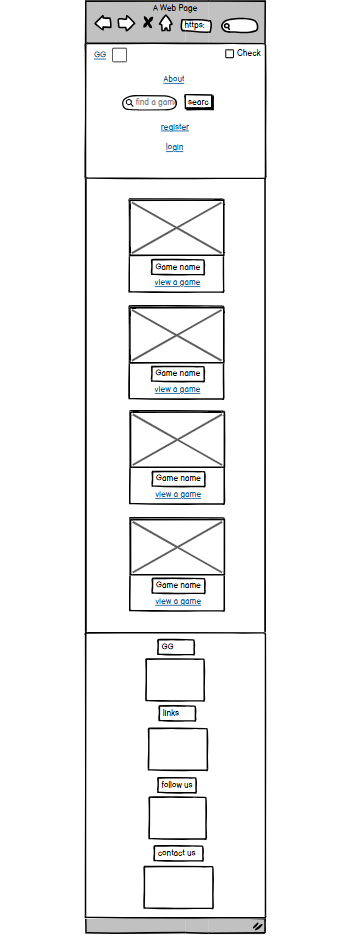 A Web Page
https:
GG
Check
About
find a gam
searc
register
login
Game name
view a game
Game name
view a game
Game name
view a game
Game name
view a game
GG
links
follow us
contact us